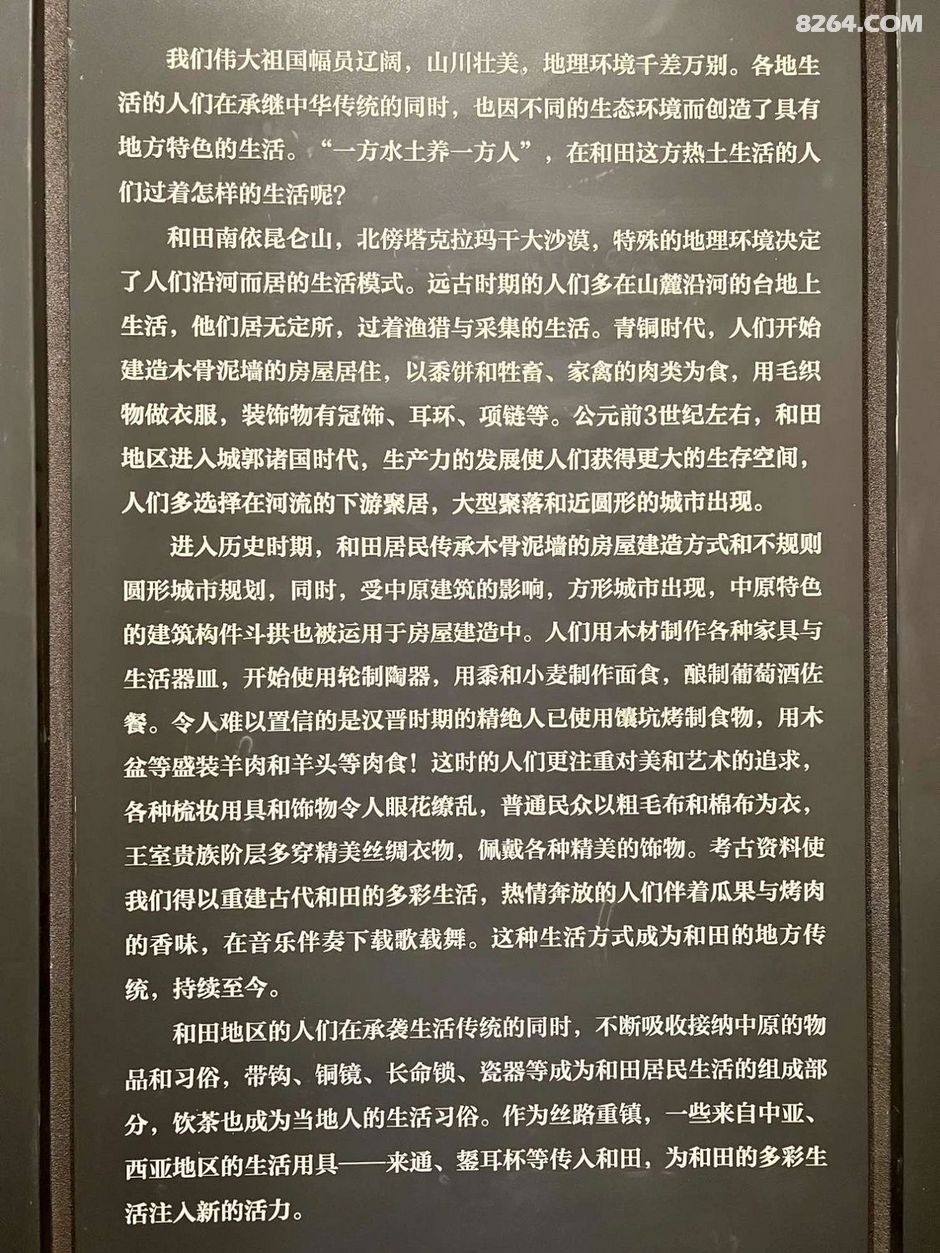 8264.COM
我们伟大祖国幅员辽阔，山川壮美，地理环境千差万别。各地生
活的人们在承继中华传统的同时，也因不同的生态环境而创造了具有
地方特色的生活。“一方水土养一方人”，在和田这方热土生活的人
们过着怎样的生活呢？
和田南依昆仑山，北傍塔克拉玛干大沙漠，特殊的地理环境决定
了人们沿河而居的生活模式。远古时期的人们多在山麓沿河的台地上
生活，他们居无定所，过着渔猎与采集的生活。青铜时代，人们开始
建造木骨泥墙的房屋居住，以黍饼和牲畜、家禽的肉类为食，用毛织
物做衣服，装饰物有冠饰、耳环、项链等。公元前3世纪左右，和田
地区进入城郭诸国时代，生产力的发展使人们获得更大的生存空间，
人们多选择在河流的下游聚居，大型聚落和近圆形的城市出现。
进入历史时期，和田居民传承木骨泥墙的房屋建造方式和不规则
圆形城市规划，同时，受中原建筑的影响，方形城市出现，中原特色
的建筑构件斗拱也被运用于房屋建造中。人们用木材制作各种家具与
生活器皿，开始使用轮制陶器，用黍和小麦制作面食，酿制葡萄酒佐
餐。令人难以置信的是汉晋时期的精绝人已使用馕坑烤制食物，用木
盆等盛装羊肉和羊头等肉食！这时的人们更注重对美和艺术的追求，
各种梳妆用具和饰物令人眼花缭乱，普通民众以粗毛布和棉布为衣，
王室贵族阶层多穿精美丝绸衣物，佩戴各种精美的饰物。考古资料使
我们得以重建古代和田的多彩生活，热情奔放的人们伴着瓜果与烤肉
的香味，在音乐伴奏下载歌载舞。这种生活方式成为和田的地方传
统，持续至今。
和田地区的人们在承袭生活传统的同时，不断吸收接纳中原的物
品和习俗，带钩、铜镜、长命锁、瓷器等成为和田居民生活的组成部
分，饮茶也成为当地人的生活习俗。作为丝路重镇，一些来自中亚、
西亚地区的生活用具——来通、鋬耳杯等传入和田，为和田的多彩生
活注入新的活力。